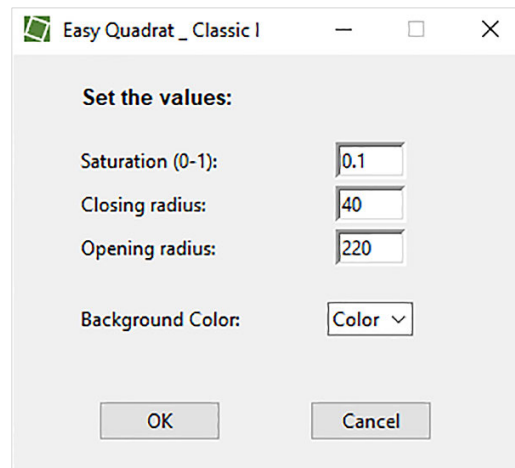 Easy Quadrat _ Classic I
Set the values:
Saturation (0-1): 0.1
Closing radius: 40
Opening radius: 220
Background Color: Color
OK Cancel